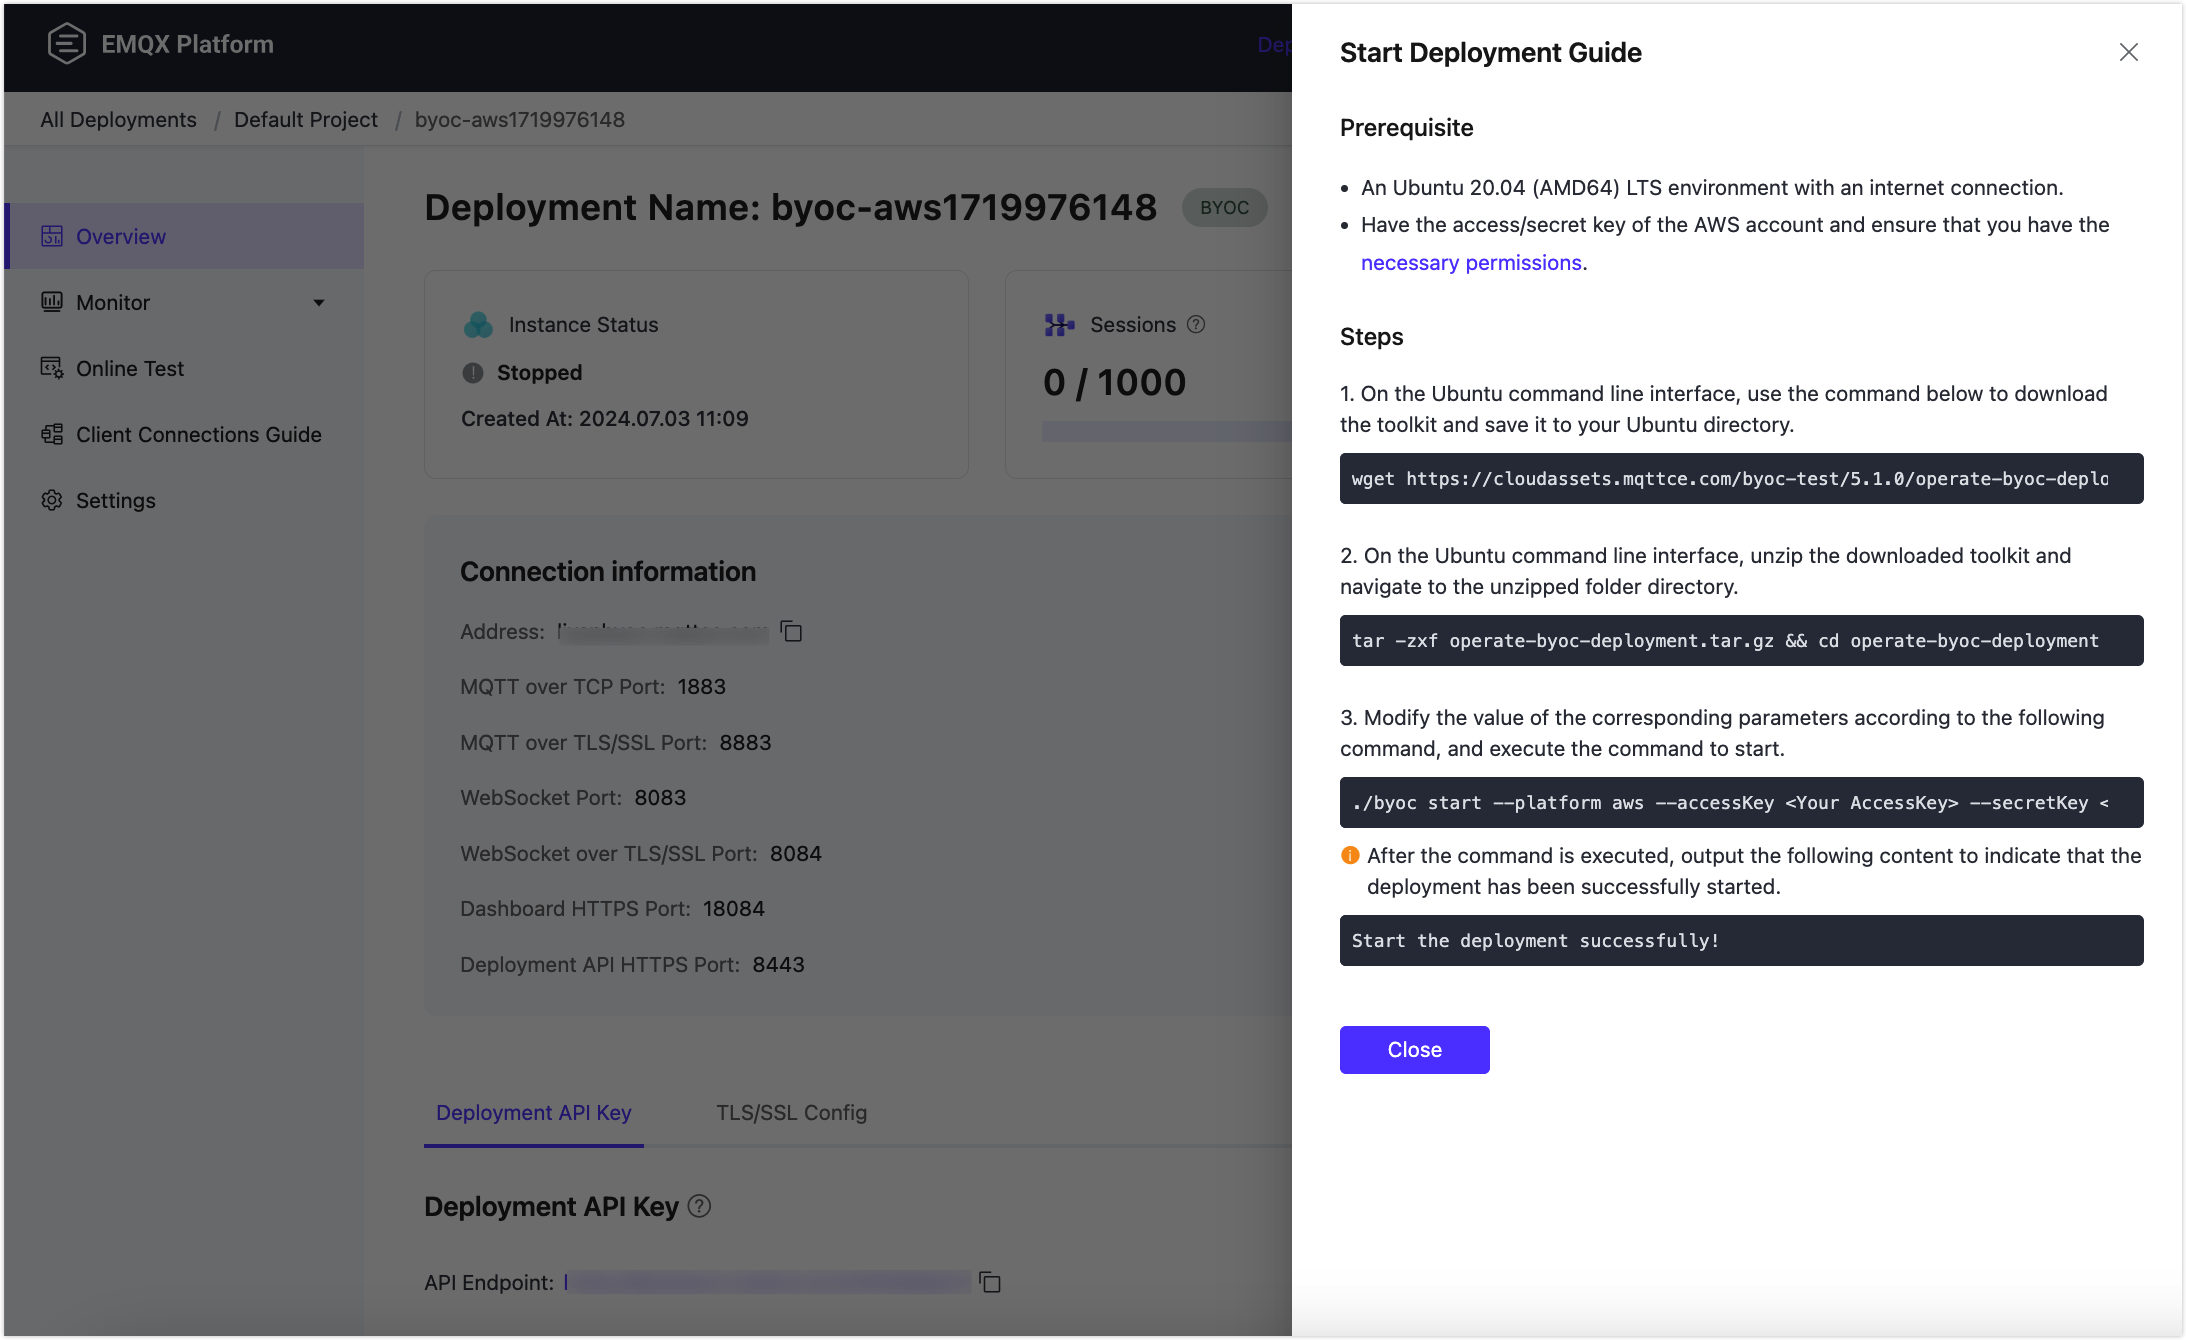 EMQX Platform
Dep
All Deployments / Default Project / byoc-aws1719976148
Overview
Monitor
Online Test
Client Connections Guide
Settings
Deployment Name: byoc-aws1719976148 BYOC
Instance Status
Stopped
Created At: 2024.07.03 11:09
Sessions ?
0 / 1000
Connection information
Address:
MQTT over TCP Port: 1883
MQTT over TLS/SSL Port: 8883
WebSocket Port: 8083
WebSocket over TLS/SSL Port: 8084
Dashboard HTTPS Port: 18084
Deployment API HTTPS Port: 8443
Deployment API Key TLS/SSL Config
Deployment API Key ?
API Endpoint:
Start Deployment Guide
Prerequisite
• An Ubuntu 20.04 (AMD64) LTS environment with an internet connection.
• Have the access/secret key of the AWS account and ensure that you have the
necessary permissions.
Steps
1. On the Ubuntu command line interface, use the command below to download
the toolkit and save it to your Ubuntu directory.
wget https://cloudassets.mqttce.com/byoc-test/5.1.0/operate-byoc-deplo
2. On the Ubuntu command line interface, unzip the downloaded toolkit and
navigate to the unzipped folder directory.
tar -zxf operate-byoc-deployment.tar.gz && cd operate-byoc-deployment
3. Modify the value of the corresponding parameters according to the following
command, and execute the command to start.
./byoc start --platform aws --accessKey <Your AccessKey> --secretKey <
After the command is executed, output the following content to indicate that the
deployment has been successfully started.
Start the deployment successfully!
Close